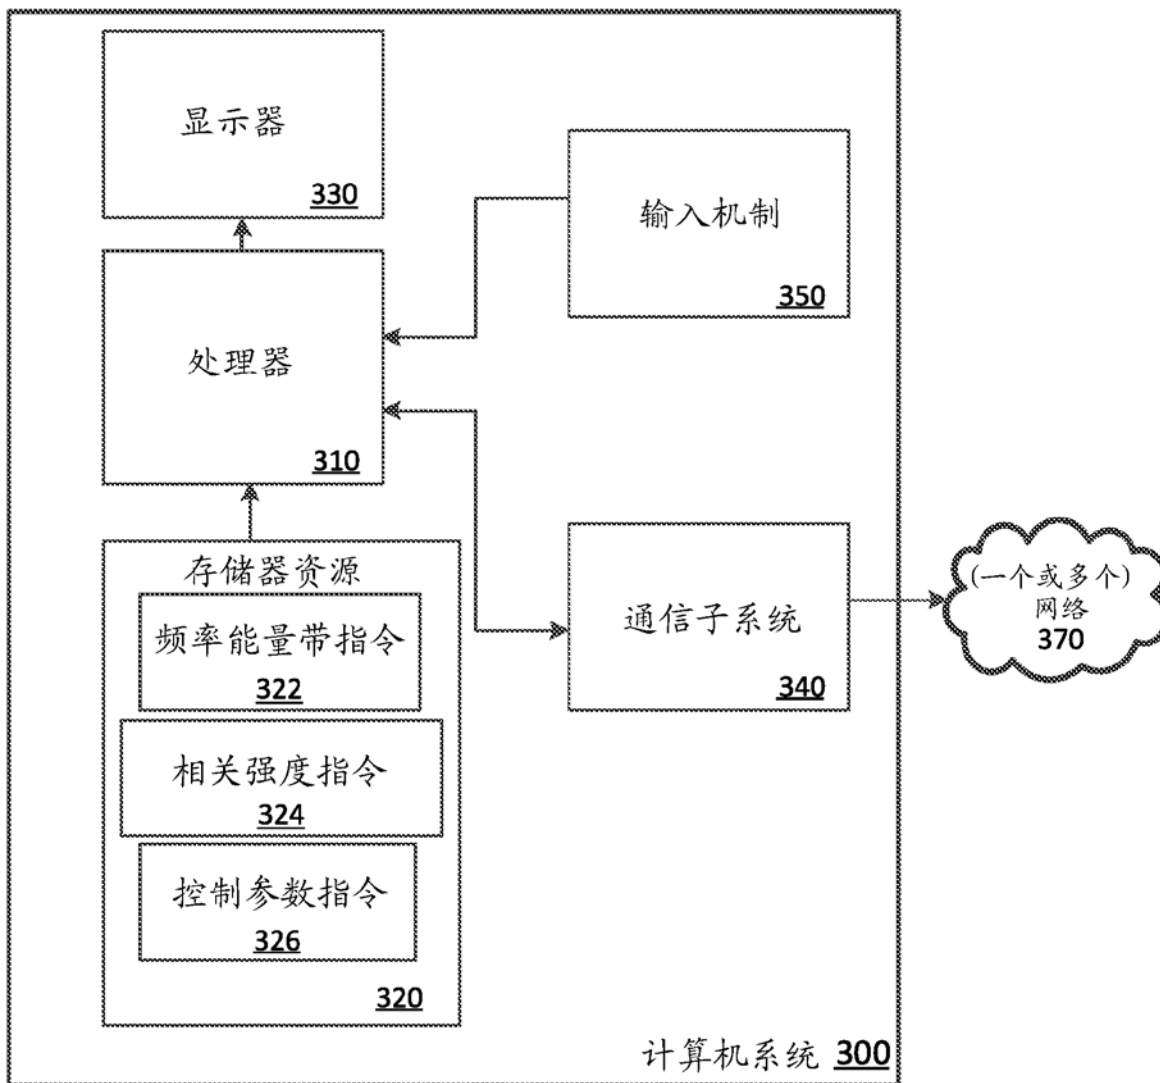 显示器
330
输入机制
350
处理器
310
存储器资源
频率能量带指令
322
相关强度指令
324
控制参数指令
326
320
通信子系统
340
(一个或多个)
网络
370
计算机系统 300